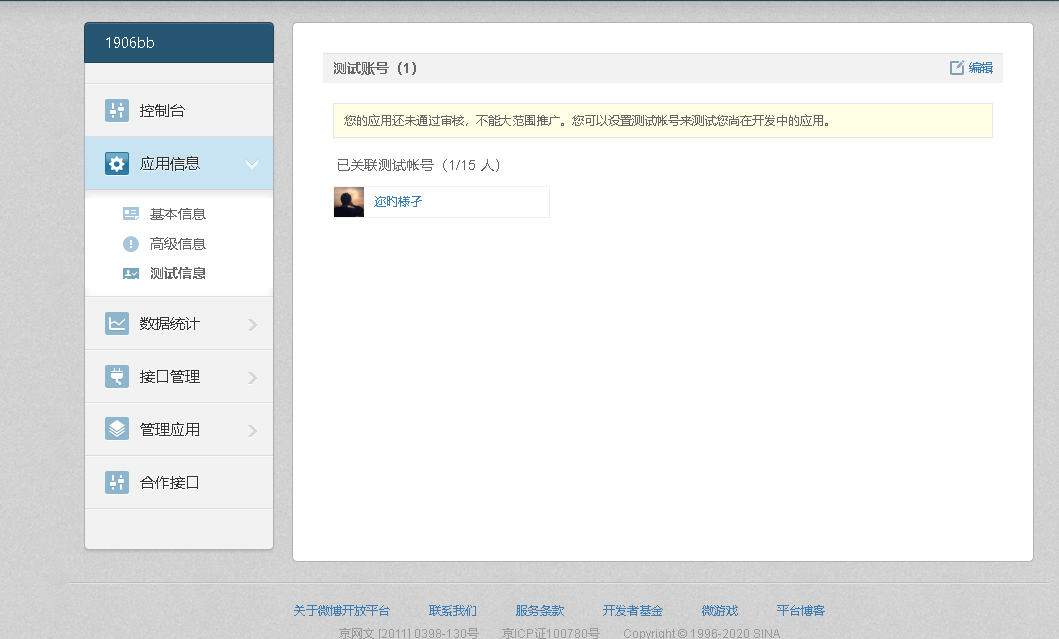 1906bb
控制台
应用信息
基本信息
高级信息
测试信息
数据统计
接口管理
管理应用
合作接口
测试账号（1）
编辑
您的应用还未通过审核，不能大范围推广。您可以设置测试帐号来测试您尚在开发中的应用。
已关联测试帐号（1/15 人）
迩旳樣孑
关于微博开放平台 联系我们 服务条款 开发者基金 微游戏 平台博客
京网文 [2011] 0398-130号 京ICP证100780号 Copyright © 1996-2020 SINA